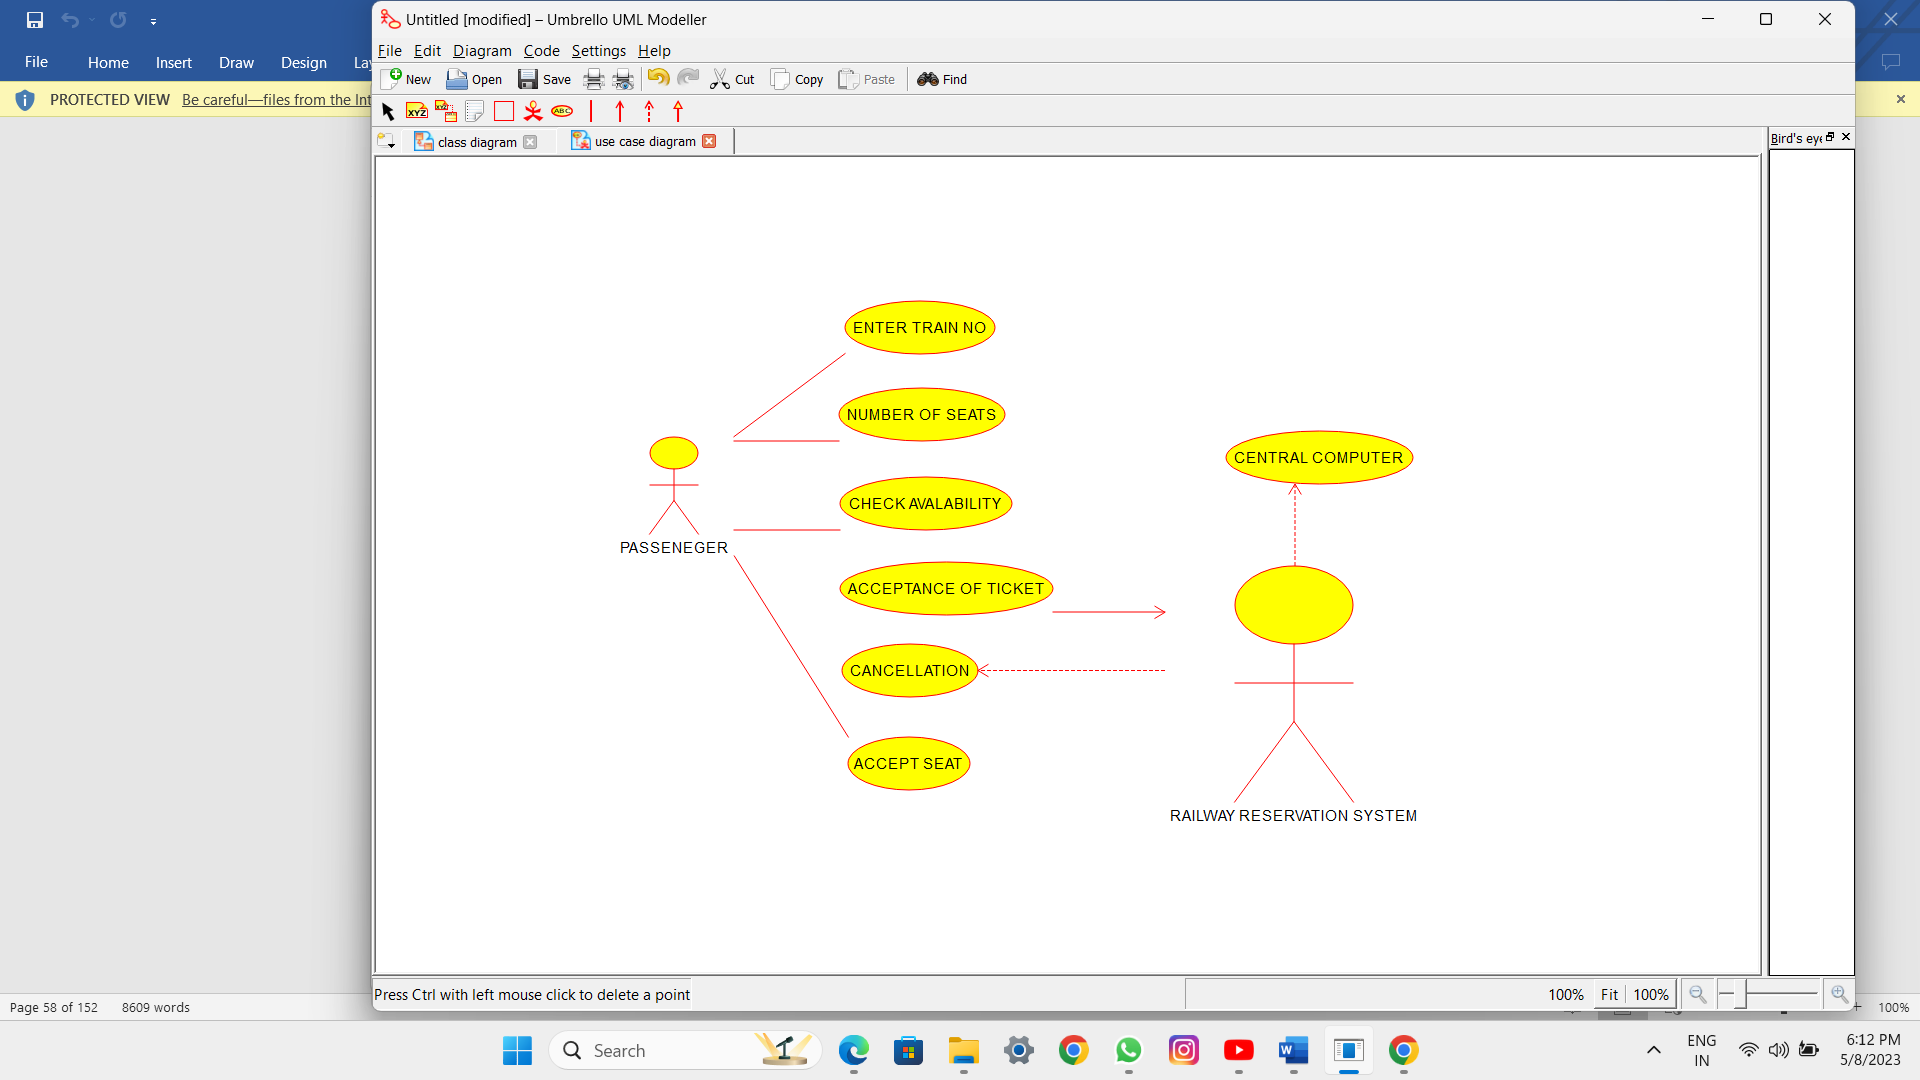 Untitled [modified] – Umbrello UML Modeller
File Edit Diagram Code Settings Help
New Open Save Cut Copy Paste Find
XYZ XYZ ABC
File Home Insert Draw Design Lay
PROTECTED VIEW Be careful—files from the Int
class diagram use case diagram
Bird's eye
ENTER TRAIN NO
NUMBER OF SEATS
CENTRAL COMPUTER
CHECK AVALABILITY
PASSENEGER
ACCEPTANCE OF TICKET
CANCELLATION
ACCEPT SEAT
RAILWAY RESERVATION SYSTEM
Press Ctrl with left mouse click to delete a point
100% Fit 100%
Page 58 of 152 8609 words
100%
Search
ENG
IN
6:12 PM
5/8/2023